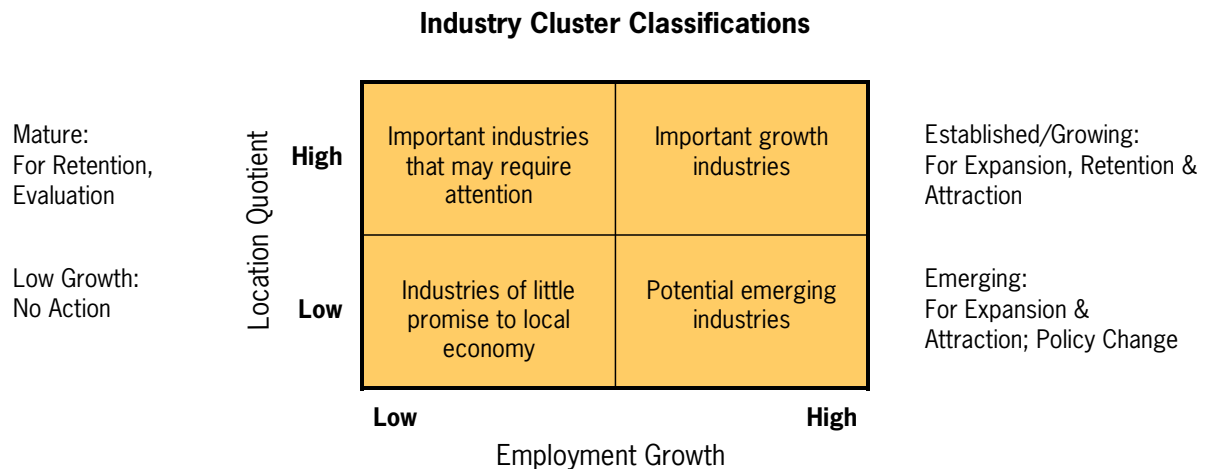 Industry Cluster Classifications
Mature:
For Retention,
Evaluation
Low Growth:
No Action
Location Quotient
High
Low
Important industries
that may require
attention
Important growth
industries
Industries of little
promise to local
economy
Potential emerging
industries
Established/Growing:
For Expansion, Retention &
Attraction
Emerging:
For Expansion &
Attraction; Policy Change
Low
High
Employment Growth